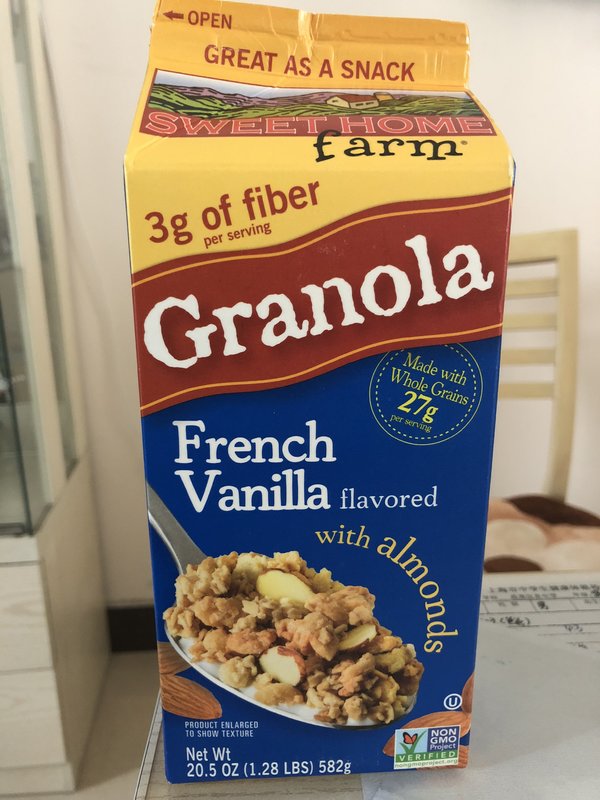 OPEN
GREAT AS A SNACK
SWEET HOME
farm
3g of fiber
per serving
Granola
Made with
Whole Grains
27g
per serving
French
Vanilla flavored
with almonds
PRODUCT ENLARGED
TO SHOW TEXTURE
Net Wt
20.5 OZ (1.28 LBS) 582g
U
NON
GMO
Project
VERIFIED
nongmoproject.org